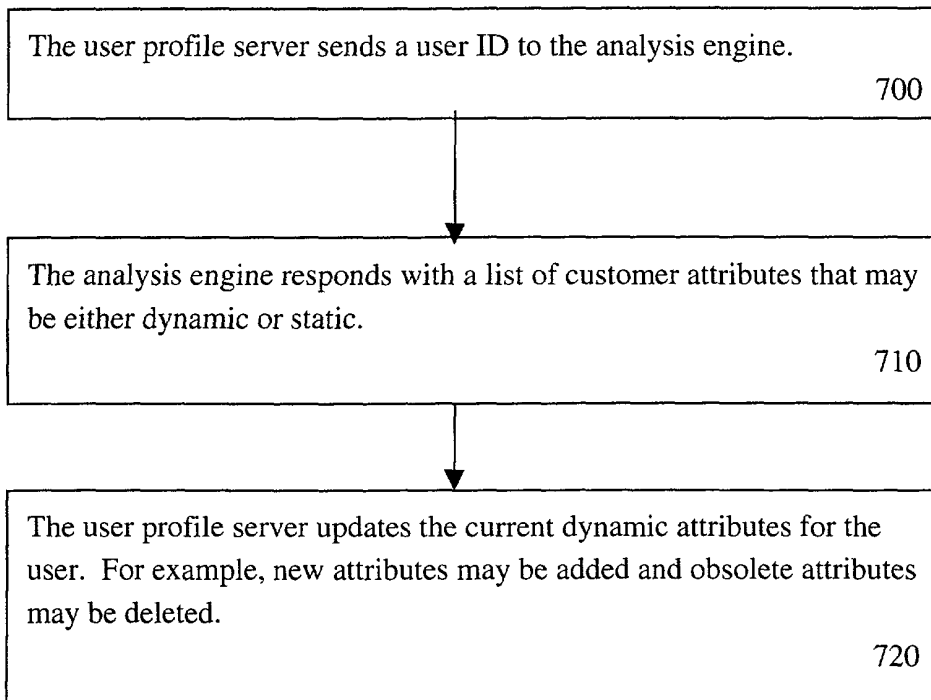 The user profile server sends a user ID to the analysis engine.
700
The analysis engine responds with a list of customer attributes that may
be either dynamic or static.
710
The user profile server updates the current dynamic attributes for the
user.  For example, new attributes may be added and obsolete attributes
may be deleted.
720